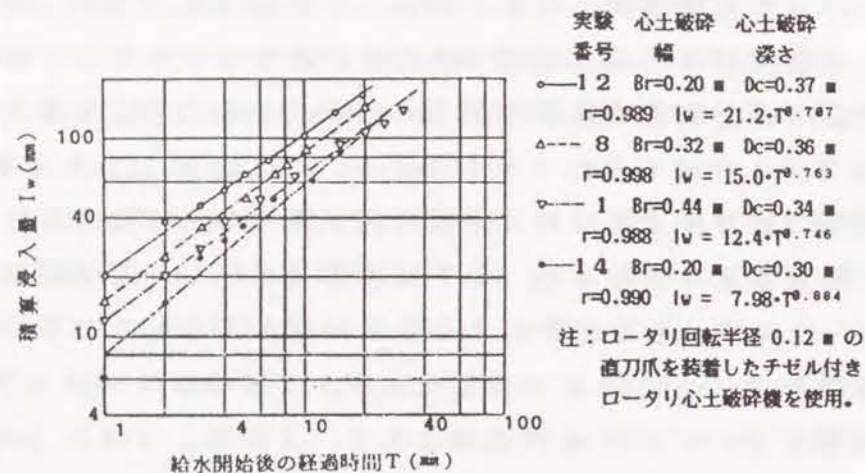 実験 心土破砕 心土破砕
番号 幅 深さ
12 Br=0.20 m Dc=0.37 m
r=0.989 Iw = 21.2・T
8 Br=0.32 m Dc=0.36 m
r=0.998 Iw = 15.0・T^0.763
1 Br=0.44 m Dc=0.34 m
r=0.988 Iw = 12.4・T^0.746
14 Br=0.20 m Dc=0.30 m
r=0.990 Iw = 7.98・T^0.884
注：ロータリ回転半径 0.12 m の
直刀爪を装着したチゼル付き
ロータリ心土破砕機を使用。
積算浸入量 (Iw, mm)
100
40
10
4
1 4 10 40 100
給水開始後の経過時間T